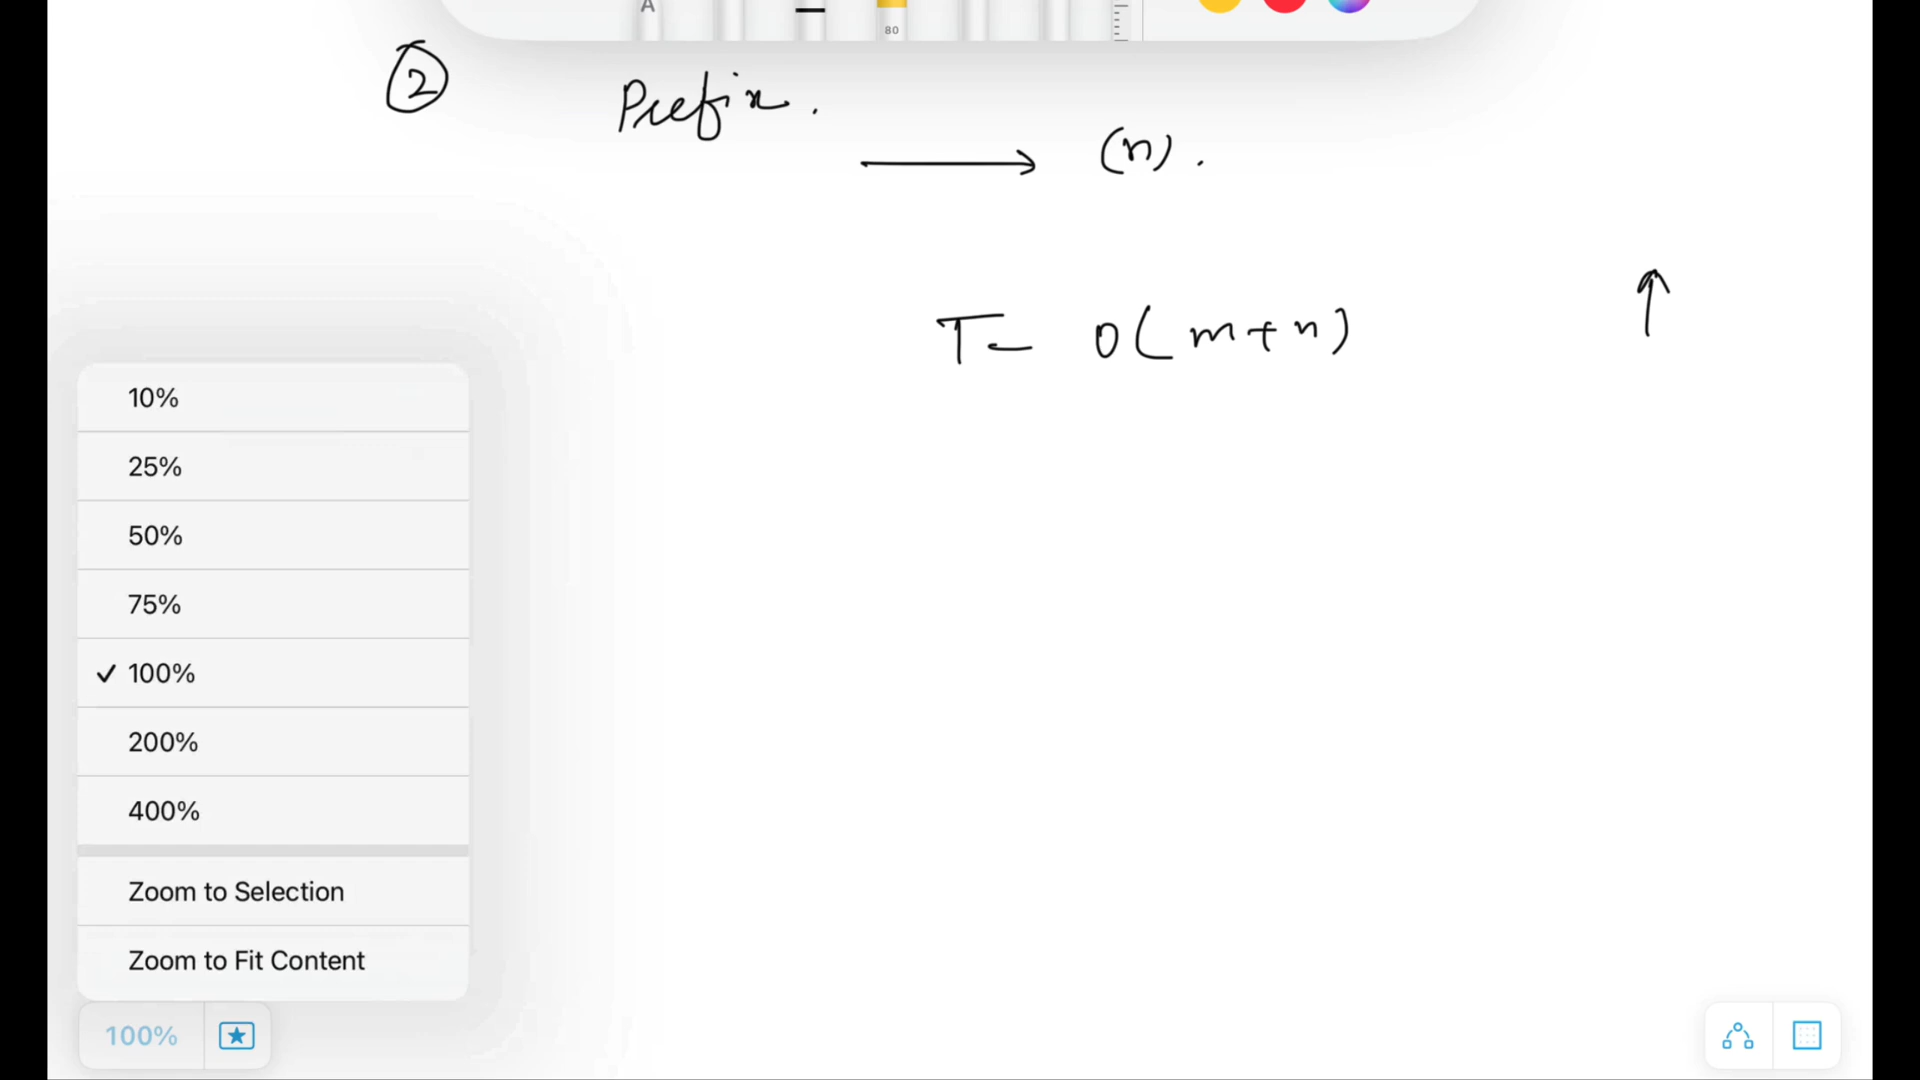 A
80
②
Prefix.
→ (n).
T = O(m+n)
↑
10%
25%
50%
75%
✓ 100%
200%
400%
Zoom to Selection
Zoom to Fit Content
100%